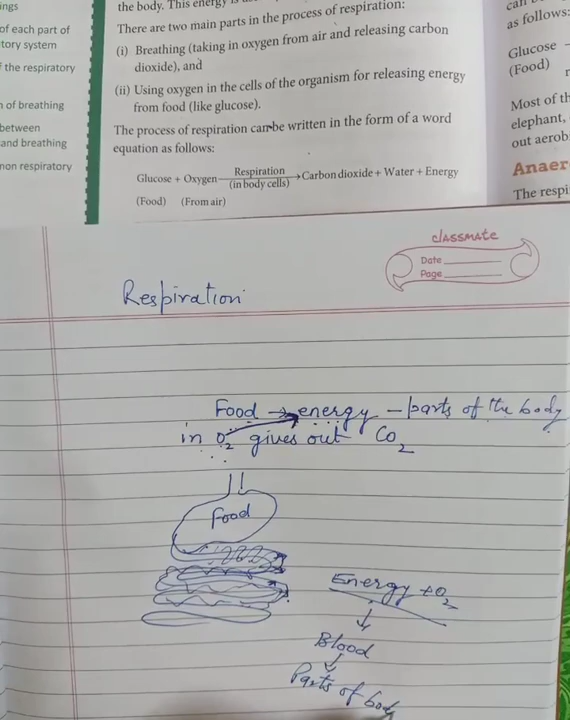 ings
of each part of
tory system
the respiratory
of breathing
between
and breathing
non respiratory
the body. This energy is
There are two main parts in the process of respiration:
(i) Breathing (taking in oxygen from air and releasing carbon
dioxide), and
(ii) Using oxygen in the cells of the organism for releasing energy
from food (like glucose).
The process of respiration can be written in the form of a word
equation as follows:
Glucose + Oxygen Respiration (in body cells) → Carbon dioxide + Water + Energy
(Food) (From air)
as follows:
Glucose
(Food)
Most of th
elephant,
out aerob
Anaer
The respi
classmate
Date
Page
Respiration
Food → energy - parts of the body
in O2 gives out CO2
Food
Energy + O2
↓
Blood
↓
Parts of body